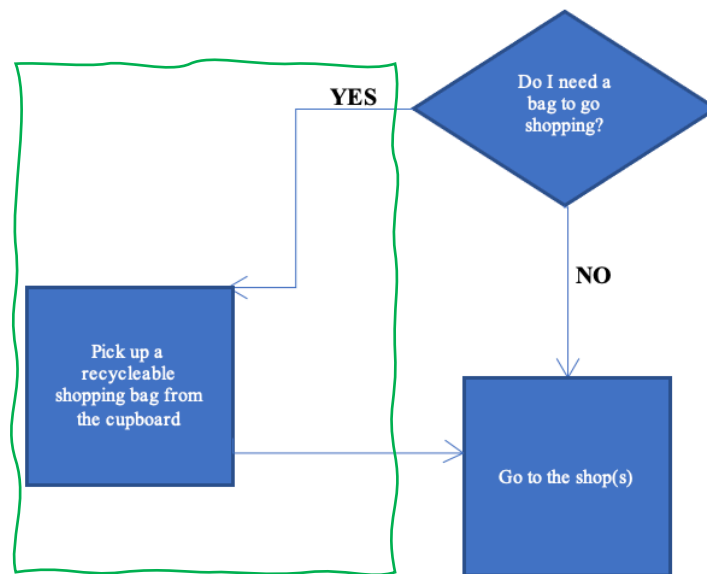 Do I need a
bag to go
shopping?
YES
NO
Pick up a
recycleable
shopping bag from
the cupboard
Go to the shop(s)